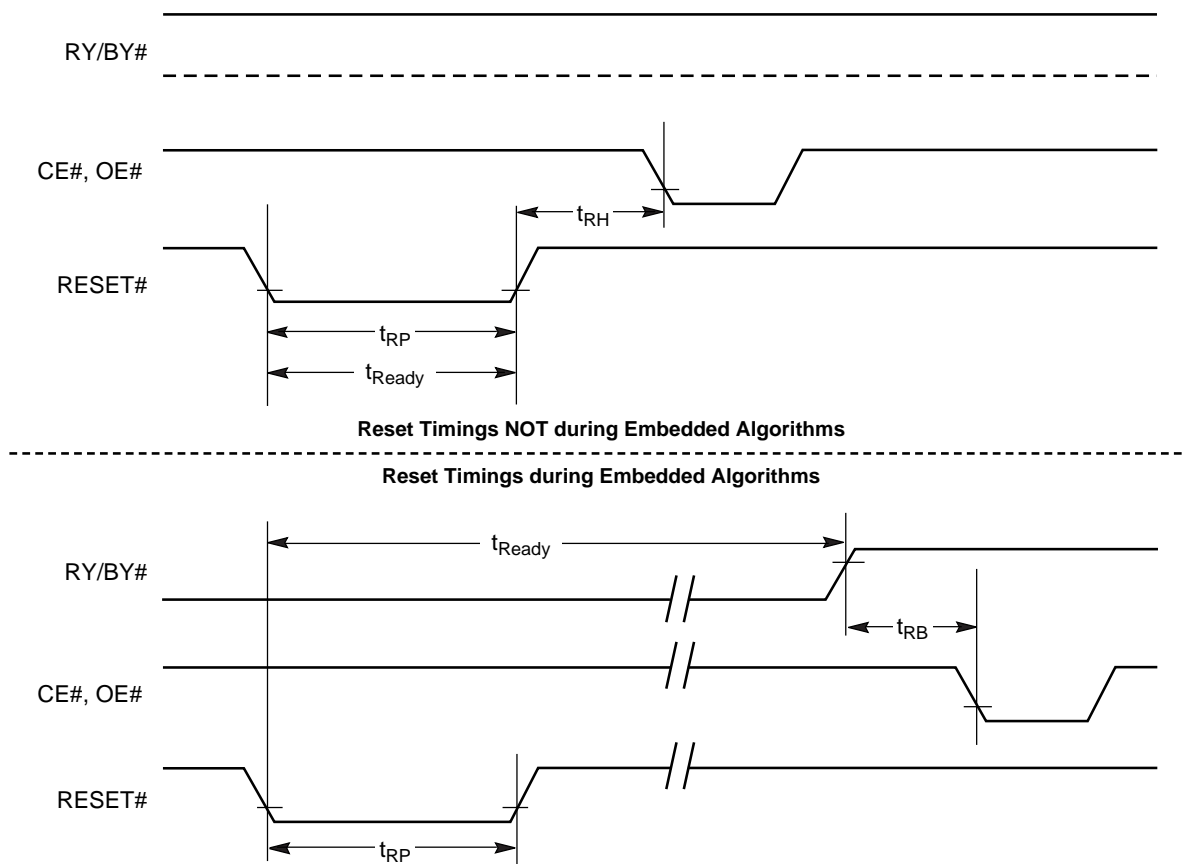 RY/BY#
CE#, OE#
tRH
RESET#
tRP
tReady
Reset Timings NOT during Embedded Algorithms
Reset Timings during Embedded Algorithms
tReady
RY/BY#
tRB
CE#, OE#
RESET#
tRP